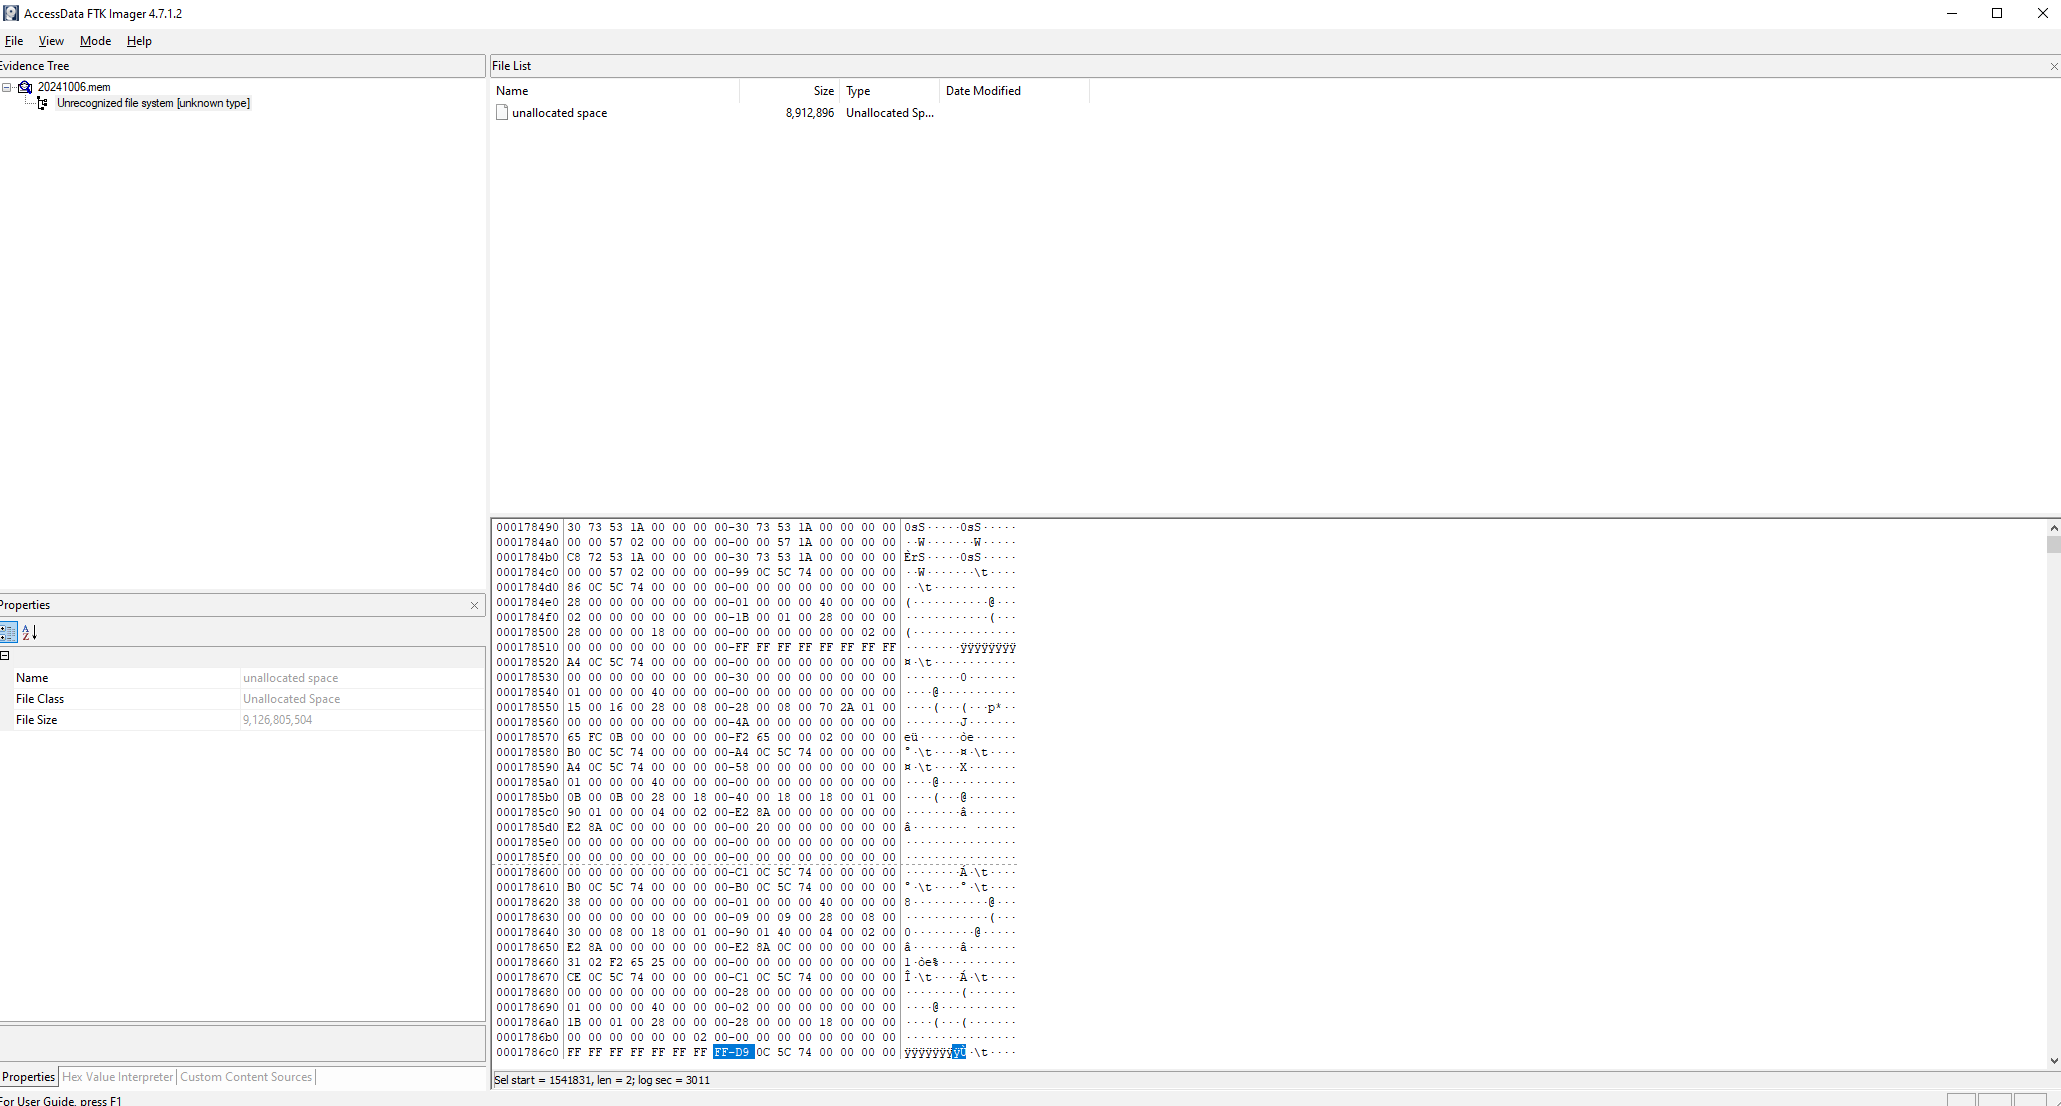 AccessData FTK Imager 4.7.1.2
File View Mode Help
Evidence Tree
20241006.mem
Unrecognized file system [unknown type]
File List
Name Size Type Date Modified
unallocated space 8,912,896 Unallocated Sp...
Properties
Name unallocated space
File Class Unallocated Space
File Size 9,126,805,504
Properties Hex Value Interpreter Custom Content Sources
For User Guide, press F1
000178490 30 73 53 1A 00 00 00 00-30 73 53 1A 00 00 00 00 0sS·····0sS·····
0001784a0 00 00 57 02 00 00 00 00-00 00 57 1A 00 00 00 00 ··W·······W·····
0001784b0 C8 72 53 1A 00 00 00 00-30 73 53 1A 00 00 00 00 ÈrS·····0sS·····
0001784c0 00 00 57 02 00 00 00 00-99 0C 5C 74 00 00 00 00 ··W·······\t····
0001784d0 86 0C 5C 74 00 00 00 00-00 00 00 00 00 00 00 00 ··\t············
0001784e0 28 00 00 00 00 00 00 00-01 00 00 00 40 00 00 00 (···········@···
0001784f0 02 00 00 00 00 00 00 00-1B 00 01 00 28 00 00 00 ············(···
000178500 28 00 00 00 18 00 00 00-00 00 00 00 00 00 02 00 (···············
000178510 00 00 00 00 00 00 00 00-FF FF FF FF FF FF FF FF ········ÿÿÿÿÿÿÿÿ
000178520 A4 0C 5C 74 00 00 00 00-00 00 00 00 00 00 00 00 ¤·\t············
000178530 00 00 00 00 00 00 00 00-30 00 00 00 00 00 00 00 ········0·······
000178540 01 00 00 00 40 00 00 00-00 00 00 00 00 00 00 00 ····@···········
000178550 15 00 16 00 28 00 08 00-28 00 08 00 70 2A 01 00 ····(···(···p*··
000178560 00 00 00 00 00 00 00 00-4A 00 00 00 00 00 00 00 ········J·······
000178570 65 FC 0B 00 00 00 00 00-F2 65 00 00 02 00 00 00 eü······òe······
000178580 B0 0C 5C 74 00 00 00 00-A4 0C 5C 74 00 00 00 00 °·\t····¤·\t····
000178590 A4 0C 5C 74 00 00 00 00-58 00 00 00 00 00 00 00 ¤·\t····X·······
0001785a0 01 00 00 00 40 00 00 00-00 00 00 00 00 00 00 00 ····@···········
0001785b0 0B 00 0B 00 28 00 18 00-40 00 18 00 18 00 01 00 ····(···@·······
0001785c0 90 01 00 00 04 00 02 00-E2 8A 00 00 00 00 00 00 ········â·······
0001785d0 E2 8A 0C 00 00 00 00 00-00 20 00 00 00 00 00 00 â········ ······
0001785e0 00 00 00 00 00 00 00 00-00 00 00 00 00 00 00 00 ················
0001785f0 00 00 00 00 00 00 00 00-00 00 00 00 00 00 00 00 ················
000178600 00 00 00 00 00 00 00 00-C1 0C 5C 74 00 00 00 00 ········Á·\t····
000178610 B0 0C 5C 74 00 00 00 00-B0 0C 5C 74 00 00 00 00 °·\t····°·\t····
000178620 38 00 00 00 00 00 00 00-01 00 00 00 40 00 00 00 8···········@···
000178630 00 00 00 00 00 00 00 00-09 00 09 00 28 00 08 00 ············(···
000178640 30 00 08 00 18 00 01 00-90 01 40 00 04 00 02 00 0·········@·····
000178650 E2 8A 00 00 00 00 00 00-E2 8A 0C 00 00 00 00 00 â·······â·······
000178660 31 02 F2 65 25 00 00 00-00 00 00 00 00 00 00 00 1·òe%···········
000178670 CE 0C 5C 74 00 00 00 00-C1 0C 5C 74 00 00 00 00 Î·\t····Á·\t····
000178680 00 00 00 00 00 00 00 00-28 00 00 00 00 00 00 00 ········(·······
000178690 01 00 00 00 40 00 00 00-02 00 00 00 00 00 00 00 ····@···········
0001786a0 1B 00 01 00 28 00 00 00-28 00 00 00 18 00 00 00 ····(···(·······
0001786b0 00 00 00 00 00 00 02 00-00 00 00 00 00 00 00 00 ················
0001786c0 FF FF FF FF FF FF FF FF-D9 0C 5C 74 00 00 00 00 ÿÿÿÿÿÿÿÿÙ·\t····
Sel start = 1541831, len = 2; log sec = 3011